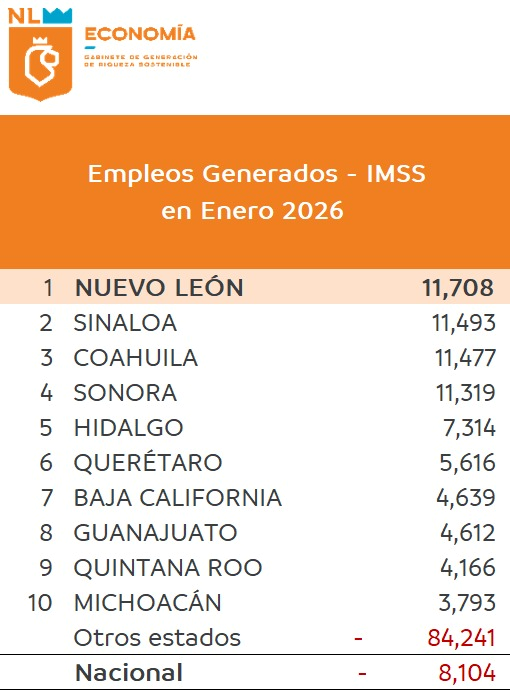 NL
ECONOMÍA
GABINETE DE GENERACIÓN
DE RIQUEZA SOSTENIBLE
Empleos Generados - IMSS
en Enero 2026
1 NUEVO LEÓN 11,708
2 SINALOA 11,493
3 COAHUILA 11,477
4 SONORA 11,319
5 HIDALGO 7,314
6 QUERÉTARO 5,616
7 BAJA CALIFORNIA 4,639
8 GUANAJUATO 4,612
9 QUINTANA ROO 4,166
10 MICHOACÁN 3,793
Otros estados - 84,241
Nacional - 8,104